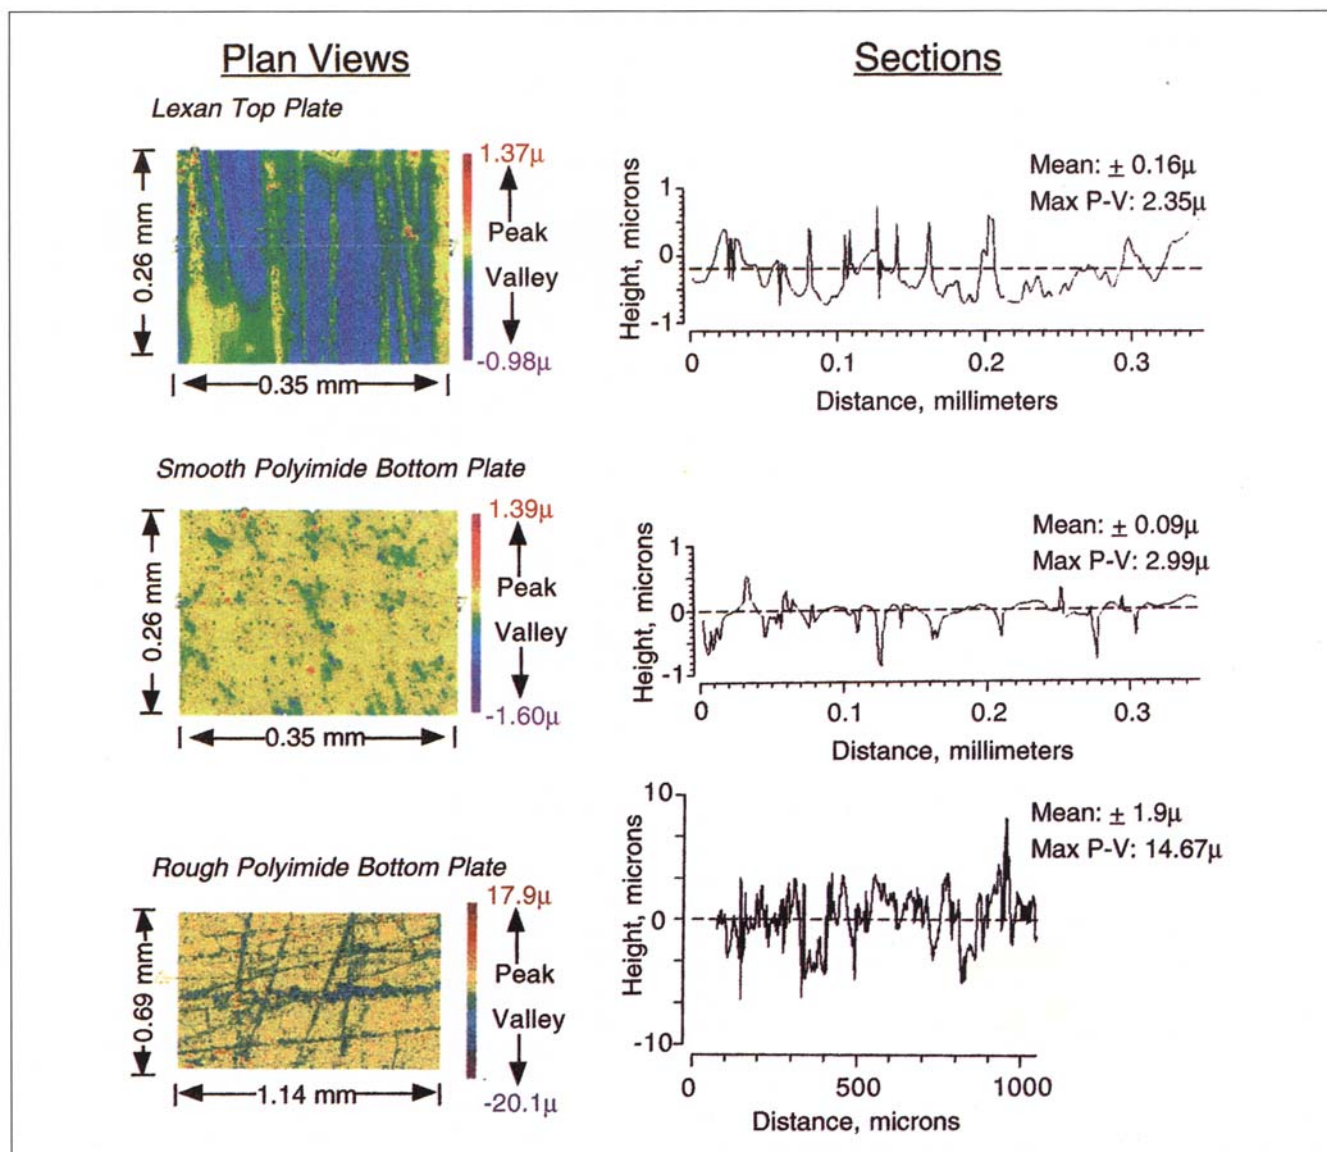 Plan Views
Sections
Lexan Top Plate
0.26 mm
0.35 mm
1.37μ
Peak
Valley
-0.98μ
Height, microns
1
0
-1
Mean: ± 0.16μ
Max P-V: 2.35μ
0 0.1 0.2 0.3
Distance, millimeters
Smooth Polyimide Bottom Plate
0.26 mm
0.35 mm
1.39μ
Peak
Valley
-1.60μ
Height, microns
1
0
-1
Mean: ± 0.09μ
Max P-V: 2.99μ
0 0.1 0.2 0.3
Distance, millimeters
Rough Polyimide Bottom Plate
0.69 mm
1.14 mm
17.9μ
Peak
Valley
-20.1μ
Height, microns
10
0
-10
Mean: ± 1.9μ
Max P-V: 14.67μ
0 500 1000
Distance, microns